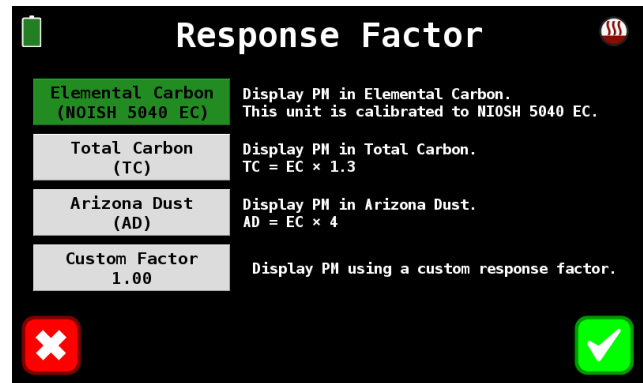 Response Factor
Elemental Carbon
(NOISH 5040 EC)
Display PM in Elemental Carbon.
This unit is calibrated to NIOSH 5040 EC.
Total Carbon
(TC)
Display PM in Total Carbon.
TC = EC × 1.3
Arizona Dust
(AD)
Display PM in Arizona Dust.
AD = EC × 4
Custom Factor
1.00
Display PM using a custom response factor.